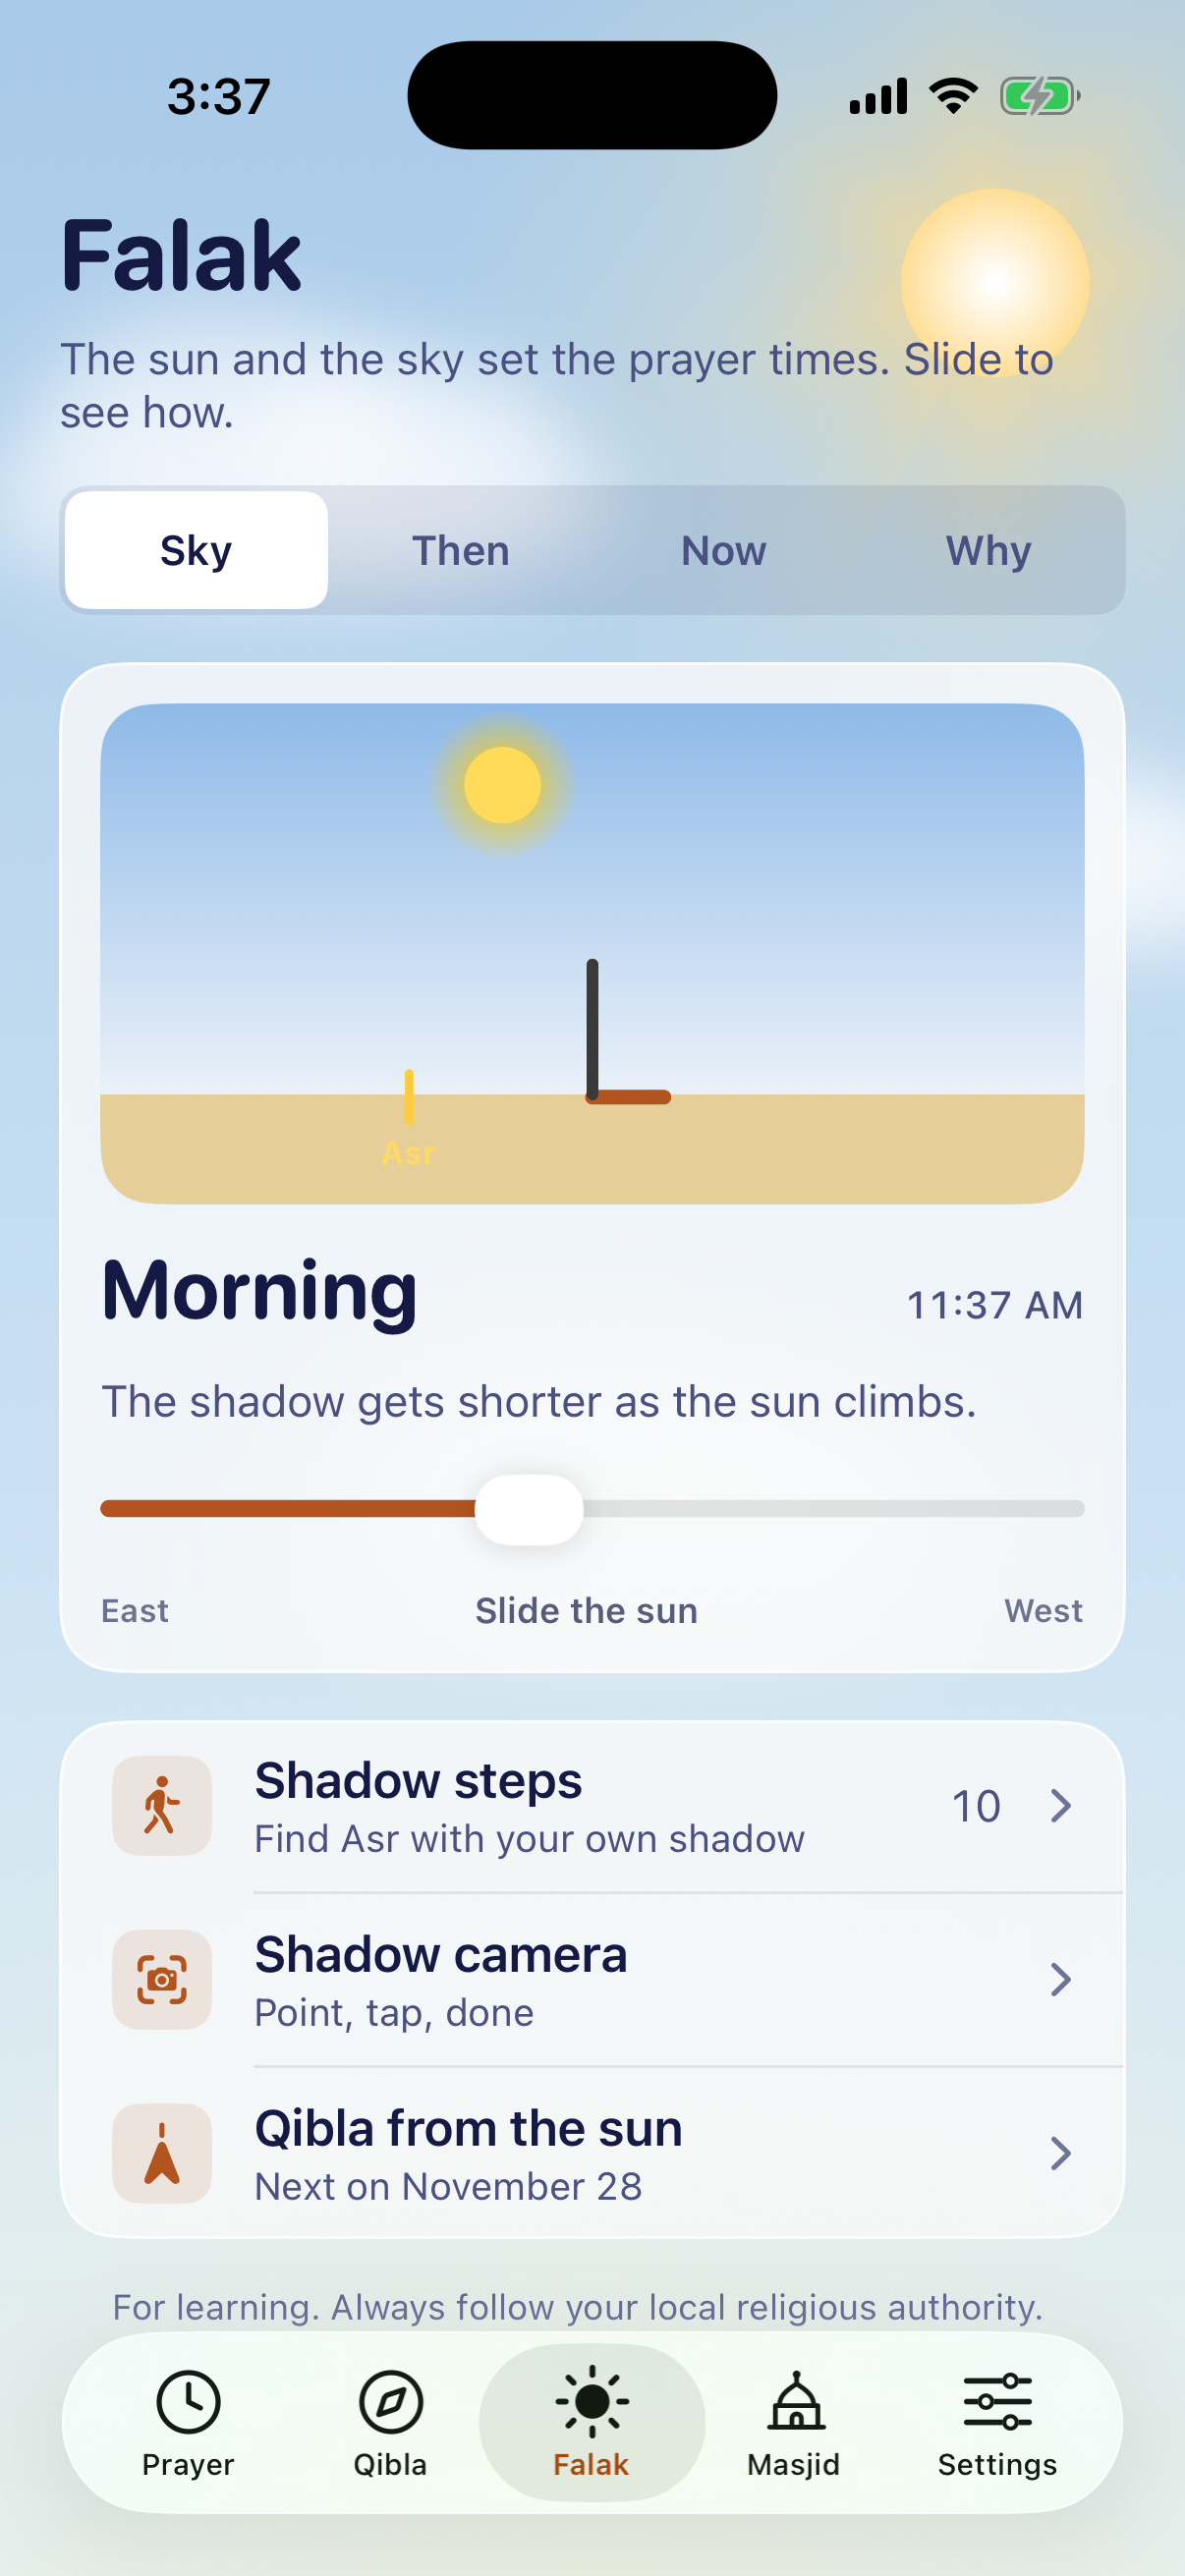 3:37
Falak
The sun and the sky set the prayer times. Slide to
see how.
Sky
Then
Now
Why
Asr
Morning
11:37 AM
The shadow gets shorter as the sun climbs.
East
Slide the sun
West
Shadow steps
Find Asr with your own shadow
10
Shadow camera
Point, tap, done
Qibla from the sun
Next on November 28
For learning. Always follow your local religious authority.
Prayer
Qibla
Falak
Masjid
Settings